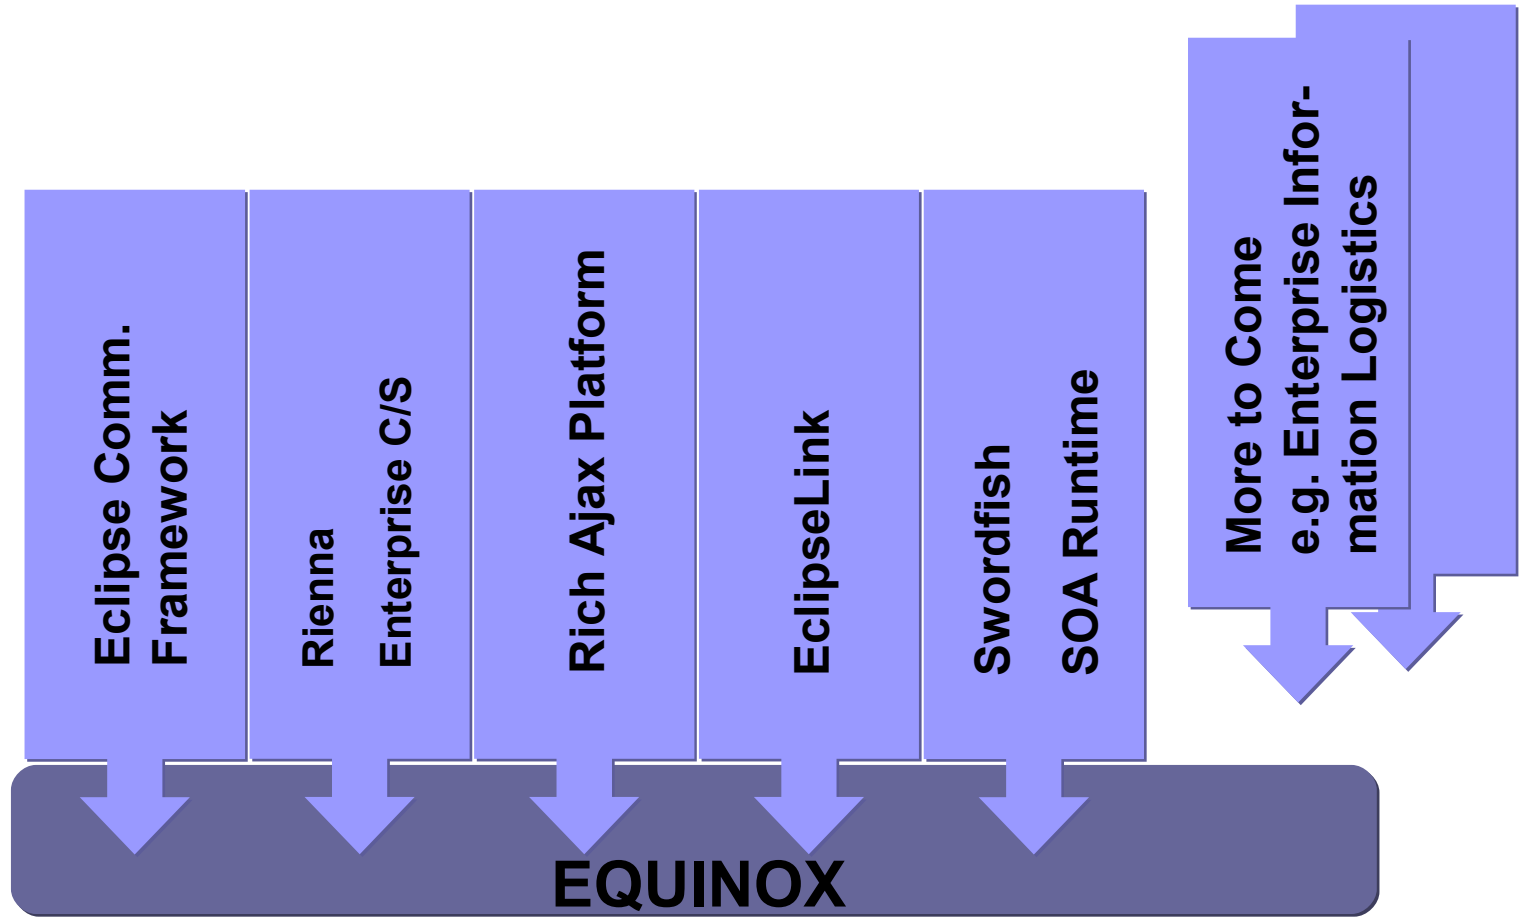 Eclipse Comm.
Framework
Rienna
Enterprise C/S
Rich Ajax Platform
EclipseLink
Swordfish
SOA Runtime
More to Come
e.g. Enterprise Infor-
mation Logistics
EQUINOX